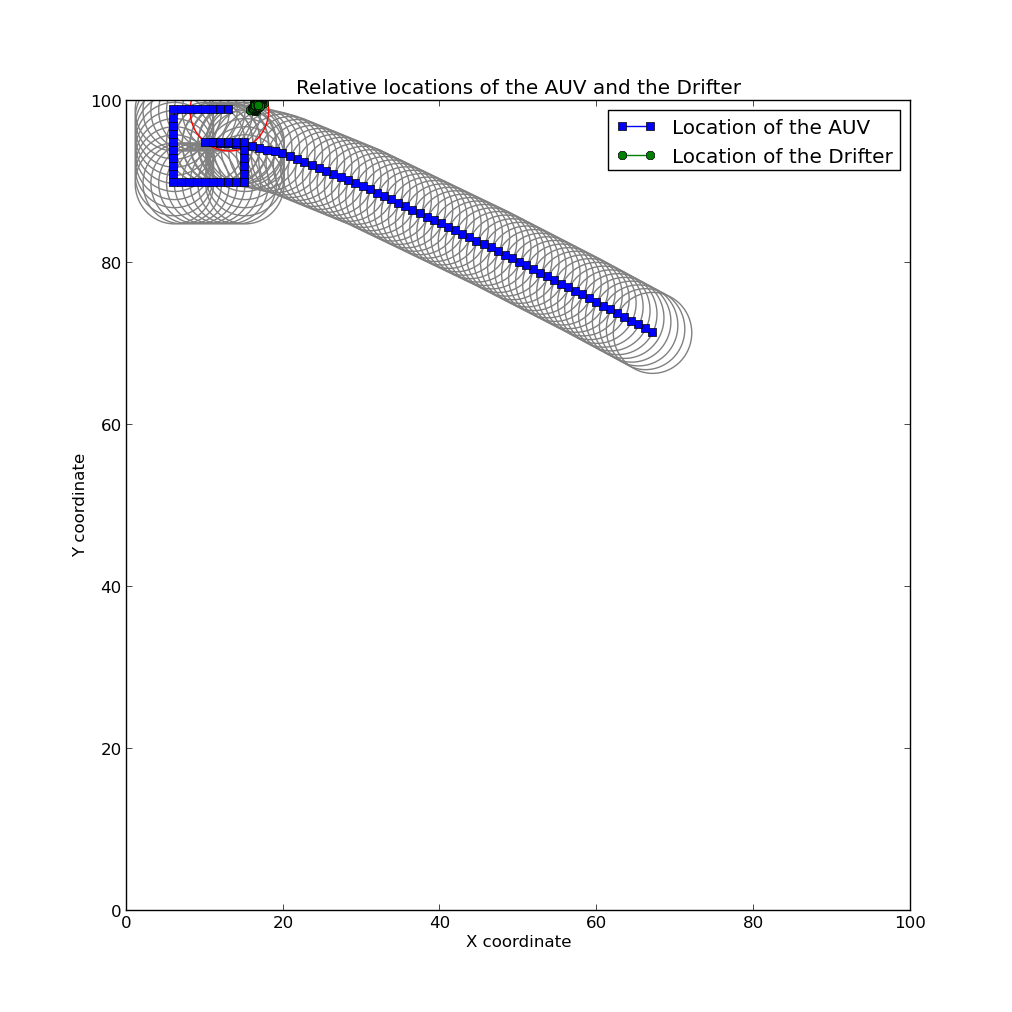 Relative locations of the AUV and the Drifter
Location of the AUV
Location of the Drifter
100
80
60
40
20
0
Y coordinate
0 20 40 60 80 100
X coordinate